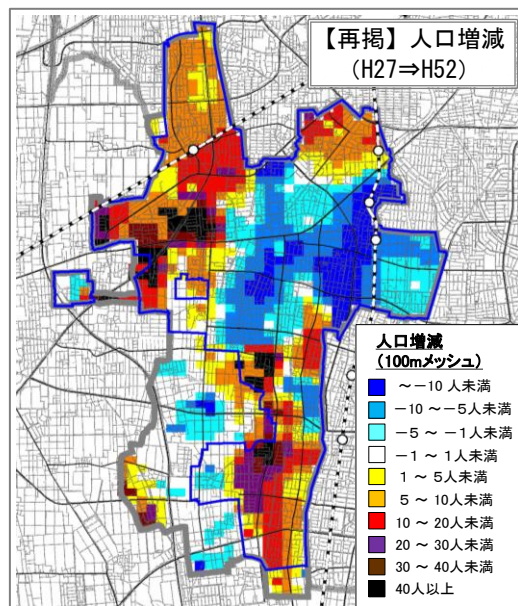 【再掲】人口増減
(H27⇒H52)
人口増減
(100mメッシュ)
～－10 人未満
－10 ～－5人未満
－5 ～ －1人未満
－1 ～ 1人未満
1 ～ 5人未満
5 ～ 10人未満
10 ～ 20人未満
20 ～ 30人未満
30 ～ 40人未満
40人以上